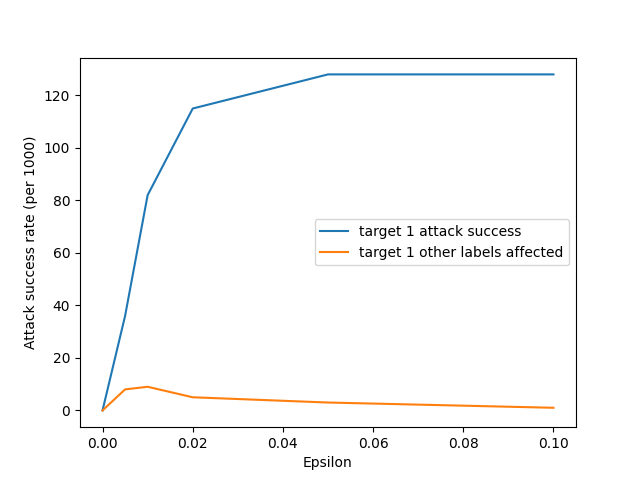 120
100
80
60
40
20
0
Attack success rate (per 1000)
target 1 attack success
target 1 other labels affected
0.00 0.02 0.04 0.06 0.08 0.10
Epsilon